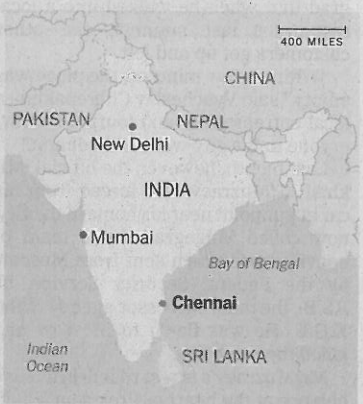 400 MILES
CHINA
PAKISTAN
NEPAL
New Delhi
INDIA
Mumbai
Bay of Bengal
Chennai
Indian
Ocean
SRI LANKA